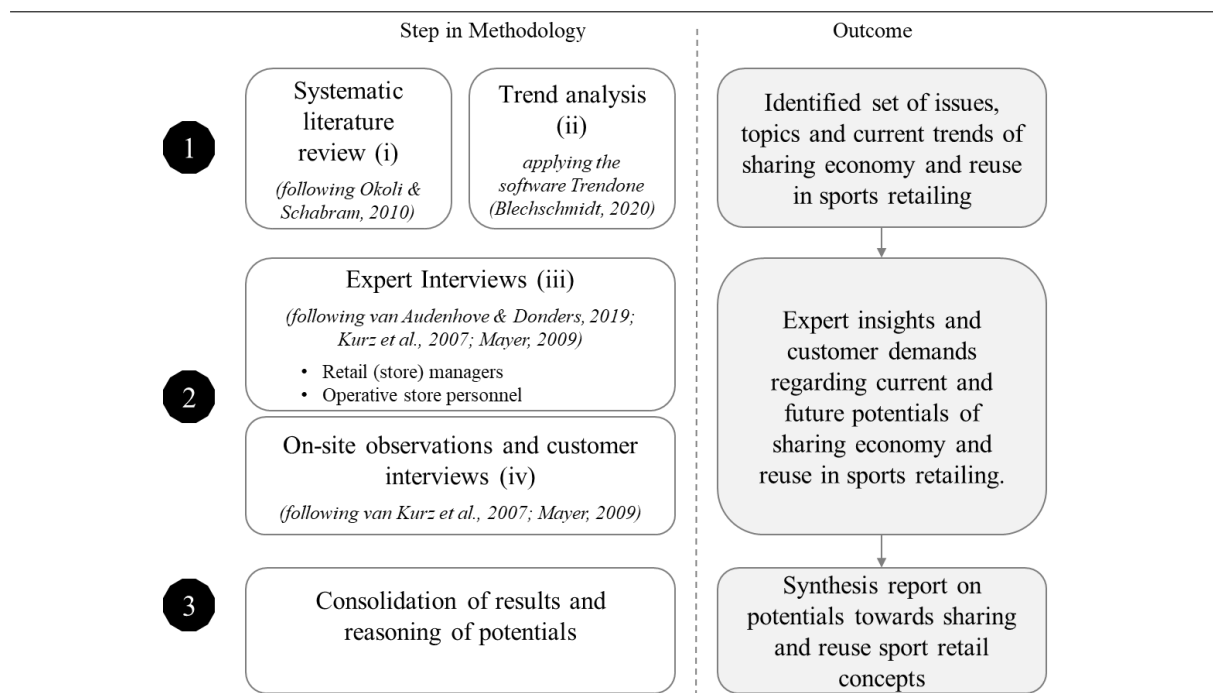 Step in Methodology
Outcome
1
Systematic
literature
review (i)
(following Okoli &
Schabram, 2010)
Trend analysis
(ii)
applying the
software Trendone
(Blechschmidt, 2020)
Identified set of issues,
topics and current trends of
sharing economy and reuse
in sports retailing
2
Expert Interviews (iii)
(following van Audenhove & Donders, 2019;
Kurz et al., 2007; Mayer, 2009)
• Retail (store) managers
• Operative store personnel
On-site observations and customer
interviews (iv)
(following van Kurz et al., 2007; Mayer, 2009)
Expert insights and
customer demands
regarding current and
future potentials of
sharing economy and
reuse in sports retailing.
3
Consolidation of results and
reasoning of potentials
Synthesis report on
potentials towards sharing
and reuse sport retail
concepts